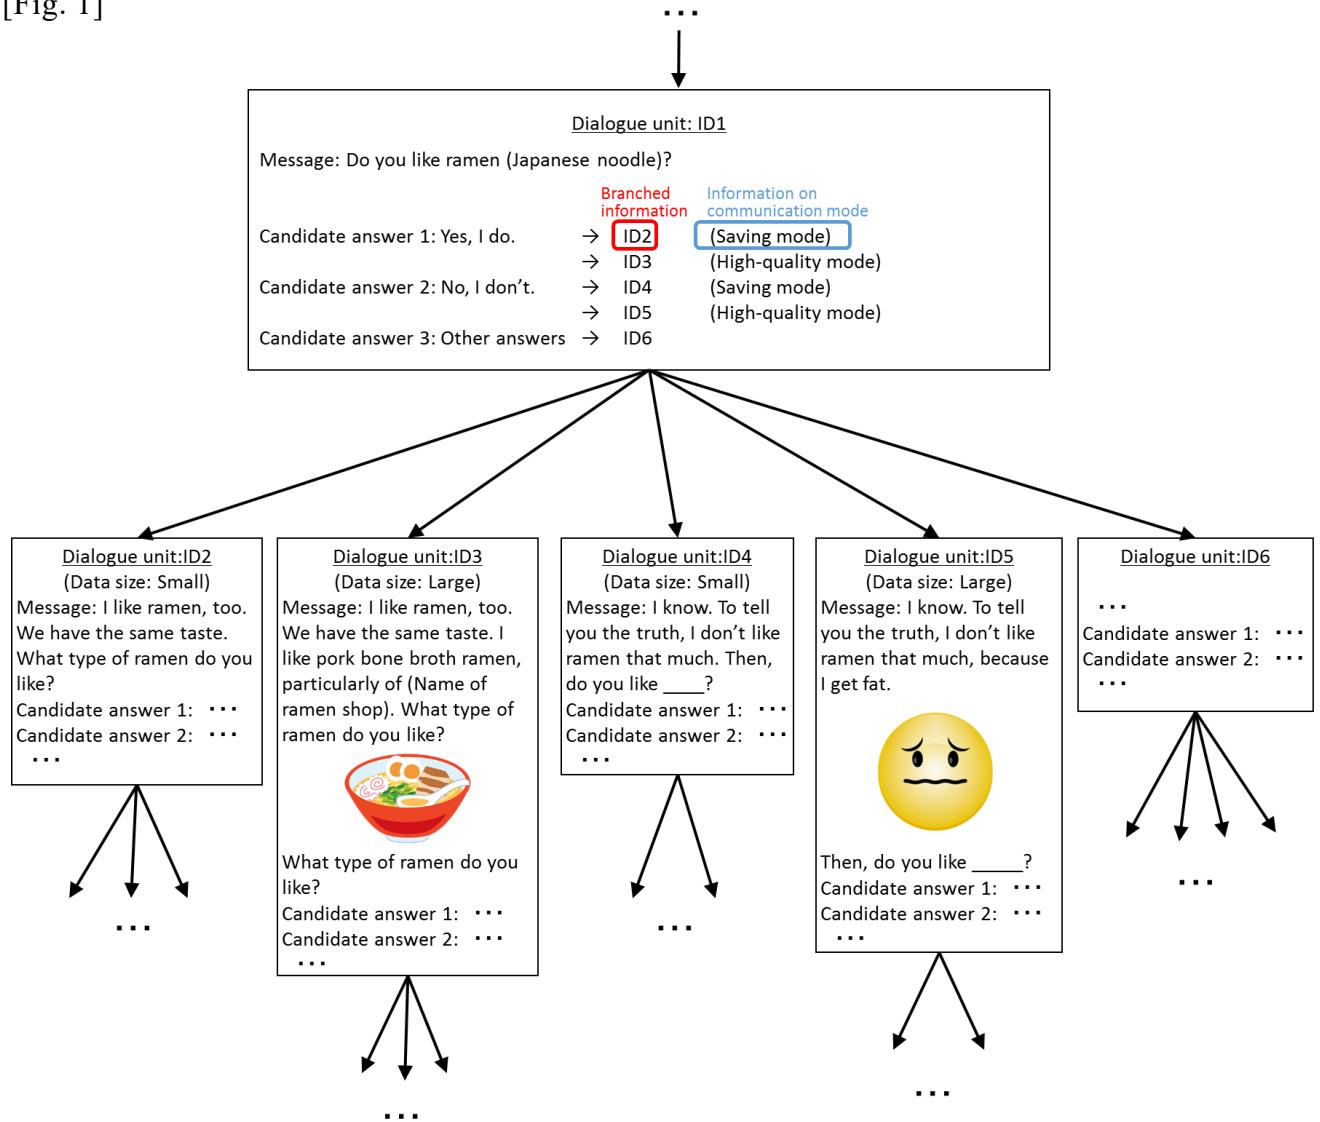 [Fig. 1]
...
Dialogue unit: ID1
Message: Do you like ramen (Japanese noodle)?
Branched information
Information on communication mode
Candidate answer 1: Yes, I do. → ID2 (Saving mode)
→ ID3 (High-quality mode)
Candidate answer 2: No, I don't. → ID4 (Saving mode)
→ ID5 (High-quality mode)
Candidate answer 3: Other answers → ID6
Dialogue unit:ID2
(Data size: Small)
Message: I like ramen, too.
We have the same taste.
What type of ramen do you
like?
Candidate answer 1: ...
Candidate answer 2: ...
...
...
Dialogue unit:ID3
(Data size: Large)
Message: I like ramen, too.
We have the same taste. I
like pork bone broth ramen,
particularly of (Name of
ramen shop). What type of
ramen do you like?
What type of ramen do you
like?
Candidate answer 1: ...
Candidate answer 2: ...
...
...
Dialogue unit:ID4
(Data size: Small)
Message: I know. To tell
you the truth, I don't like
ramen that much. Then,
do you like ____?
Candidate answer 1: ...
Candidate answer 2: ...
...
...
Dialogue unit:ID5
(Data size: Large)
Message: I know. To tell
you the truth, I don't like
ramen that much, because
I get fat.
Then, do you like _____?
Candidate answer 1: ...
Candidate answer 2: ...
...
...
Dialogue unit:ID6
...
Candidate answer 1: ...
Candidate answer 2: ...
...
...